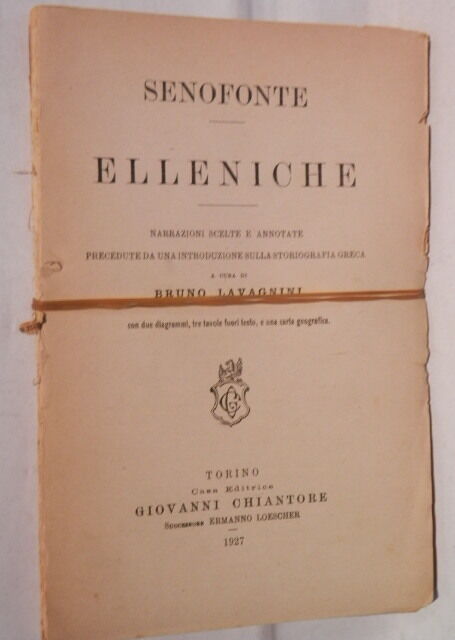 SENOFONTE
ELLENICHE
NARRAZIONI SCELTE E ANNOTATE
PRECEDUTE DA UNA INTRODUZIONE SULLA STORIOGRAFIA GRECA
A CURA DI
BRUNO LAVAGNINI
con due diagrammi, tre tavole fuori testo, e una carta geografica.
TORINO
Casa Editrice
GIOVANNI CHIANTORE
Successore ERMANNO LOESCHER
1927